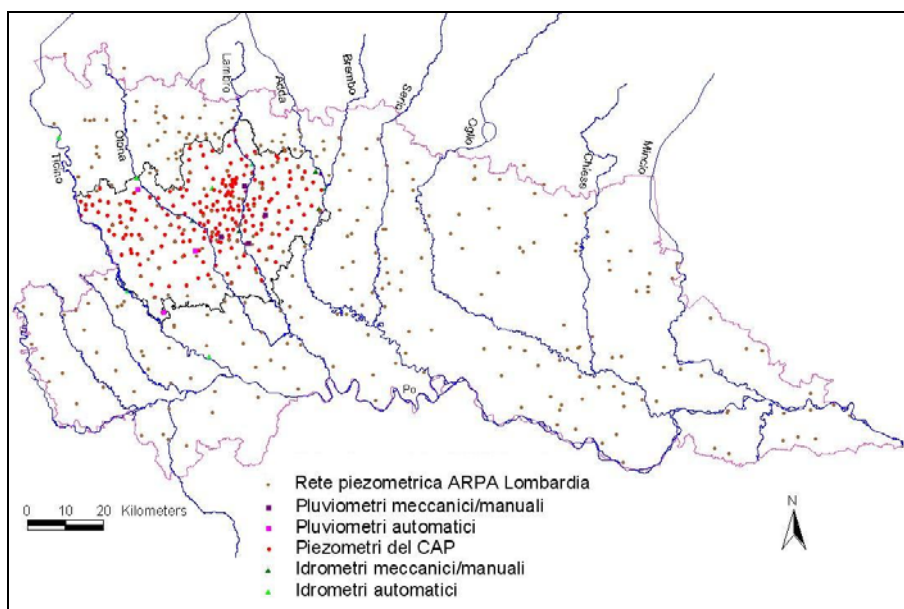 Lambro
Adda
Brembo
Serio
Oglio
Chiese
Mincio
Olona
Ticino
Po
Rete piezometrica ARPA Lombardia
Pluviometri meccanici/manuali
Pluviometri automatici
Piezometri del CAP
Idrometri meccanici/manuali
Idrometri automatici
0 10 20 Kilometers
N